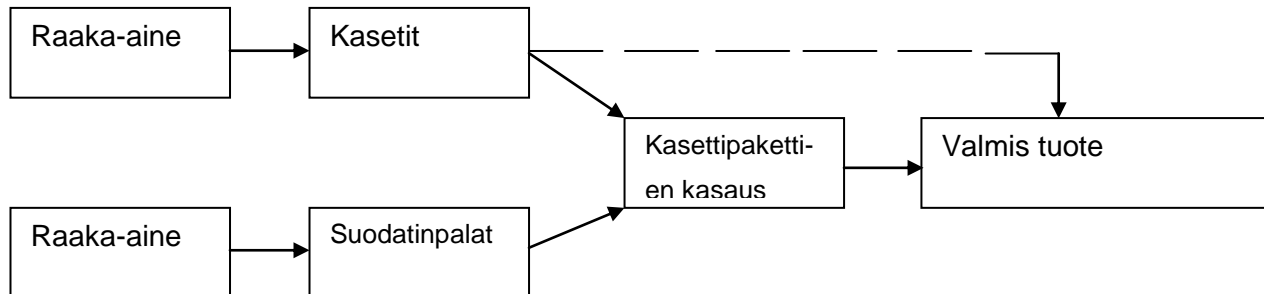 Raaka-aine
Kasetit
Kasettipaketti-
en kasaus
Valmis tuote
Raaka-aine
Suodatinpalat